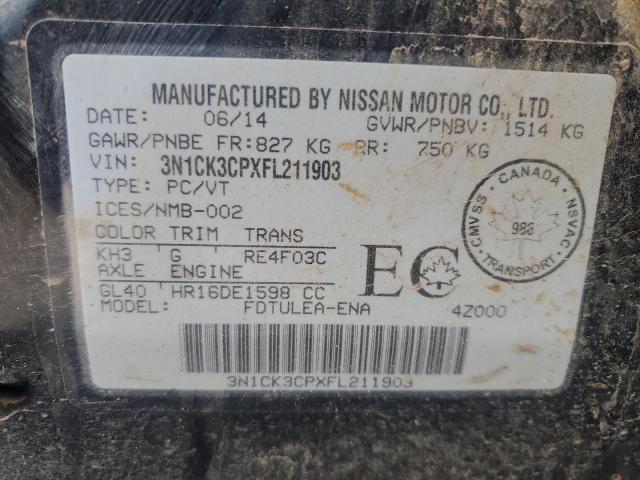 MANUFACTURED BY NISSAN MOTOR CO., LTD.
DATE: 06/14 GVWR/PNBV: 1514 KG
GAWR/PNBE FR: 827 KG RR: 750 KG
VIN: 3N1CK3CPXFL211903
TYPE: PC/VT
ICES/NMB-002
COLOR TRIM TRANS
KH3 G RE4F03C
AXLE ENGINE
GL40 HR16DE1598 CC
MODEL: FDTULEA-ENA 4Z000
3N1CK3CPXFL211903
EC
CANADA
CMVSS NSVAC
986
TRANSPORT